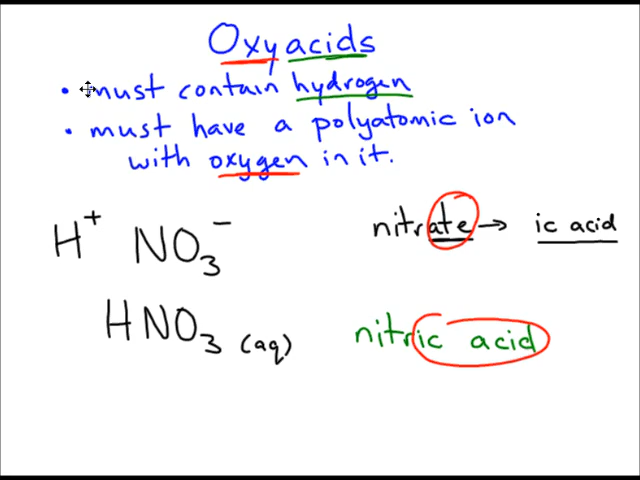 Oxyacids
• must contain hydrogen
• must have a polyatomic ion
with oxygen in it.
H⁺ NO₃⁻
nitrate → ic acid
HNO₃ (aq)
nitric acid